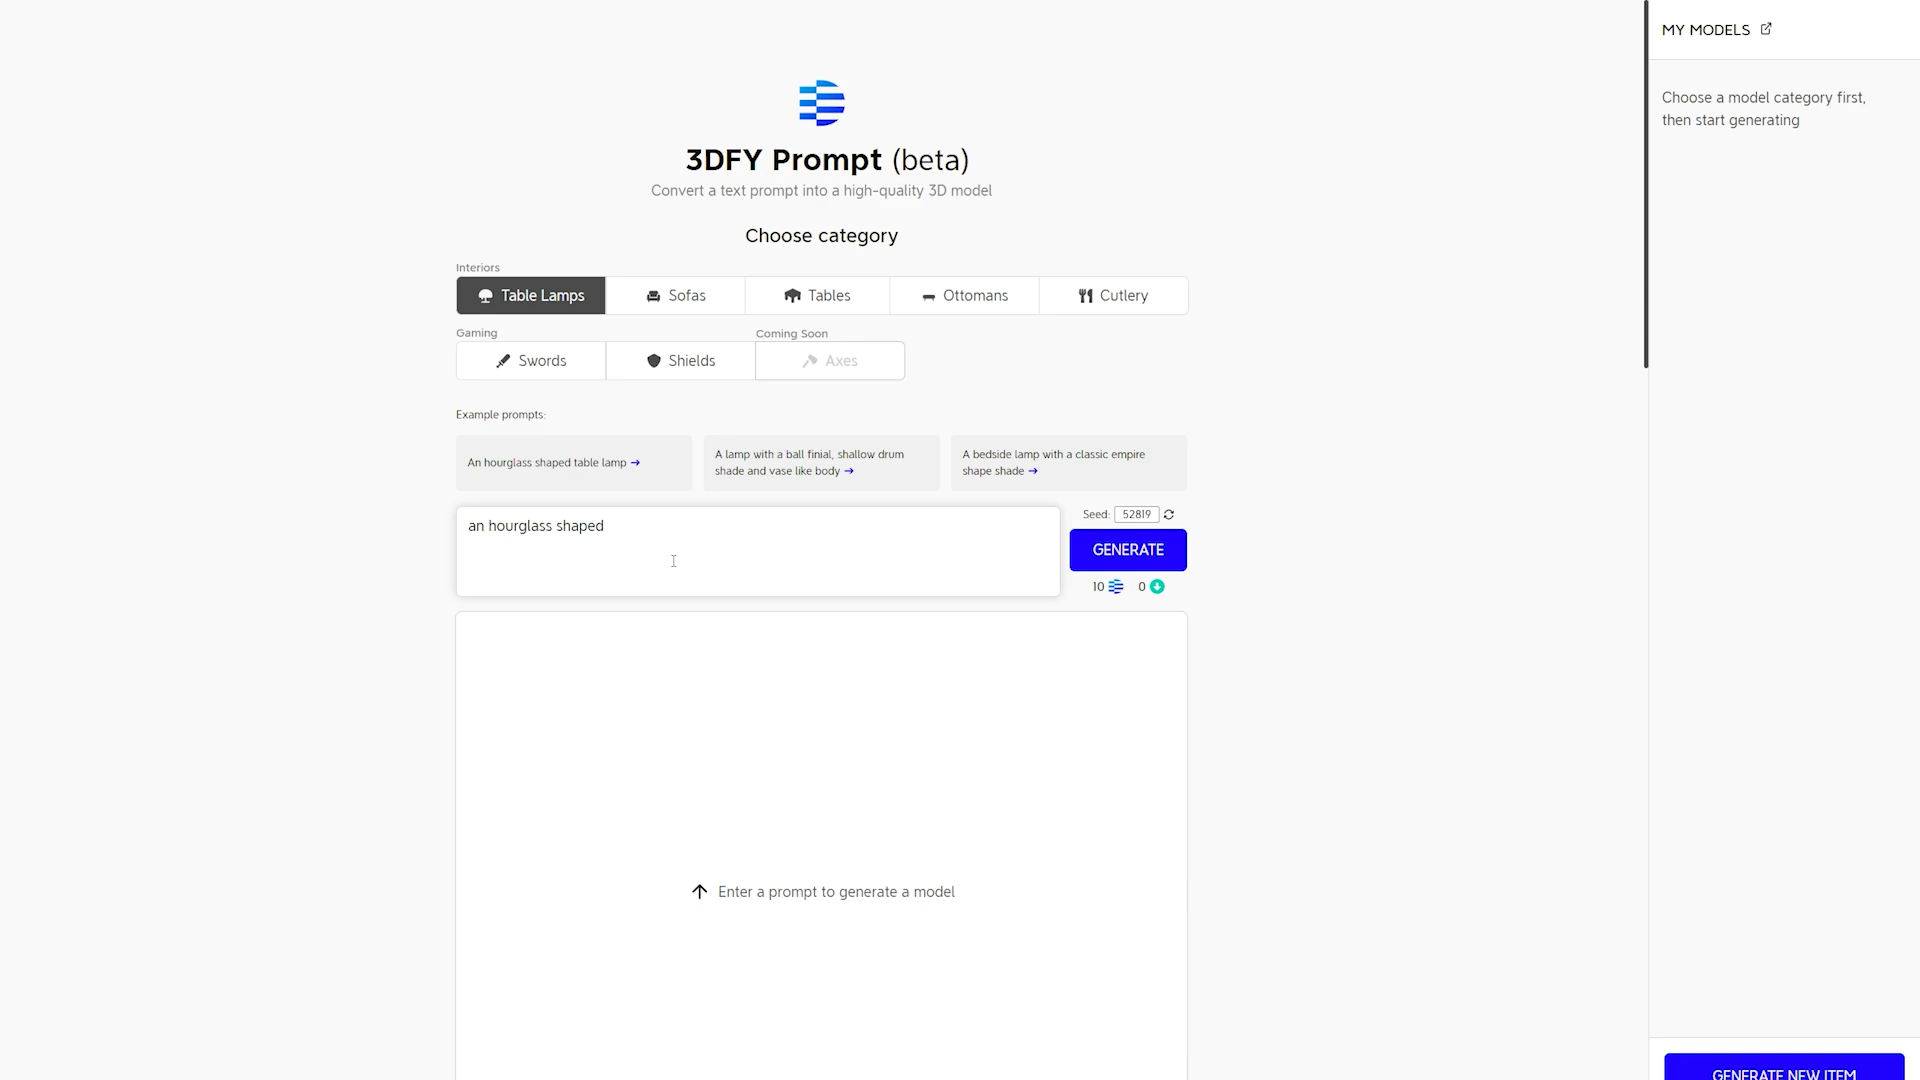 MY MODELS
Choose a model category first,
then start generating
3DFY Prompt (beta)
Convert a text prompt into a high-quality 3D model
Choose category
Interiors
Table Lamps
Sofas
Tables
Ottomans
Cutlery
Gaming
Coming Soon
Swords
Shields
Axes
Example prompts:
An hourglass shaped table lamp →
A lamp with a ball finial, shallow drum
shade and vase like body →
A bedside lamp with a classic empire
shape shade →
an hourglass shaped
Seed: 52819
GENERATE
10 0
Enter a prompt to generate a model
GENERATE NEW ITEM